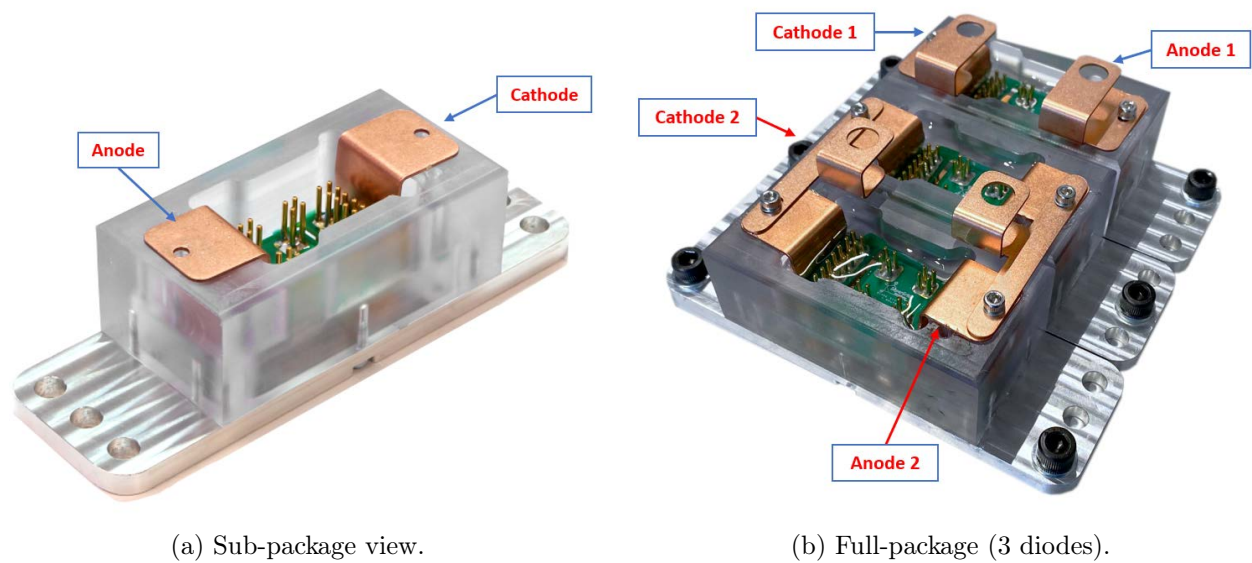 Cathode 1
Anode 1
Cathode
Cathode 2
Anode
Anode 2
(a) Sub-package view.
(b) Full-package (3 diodes).